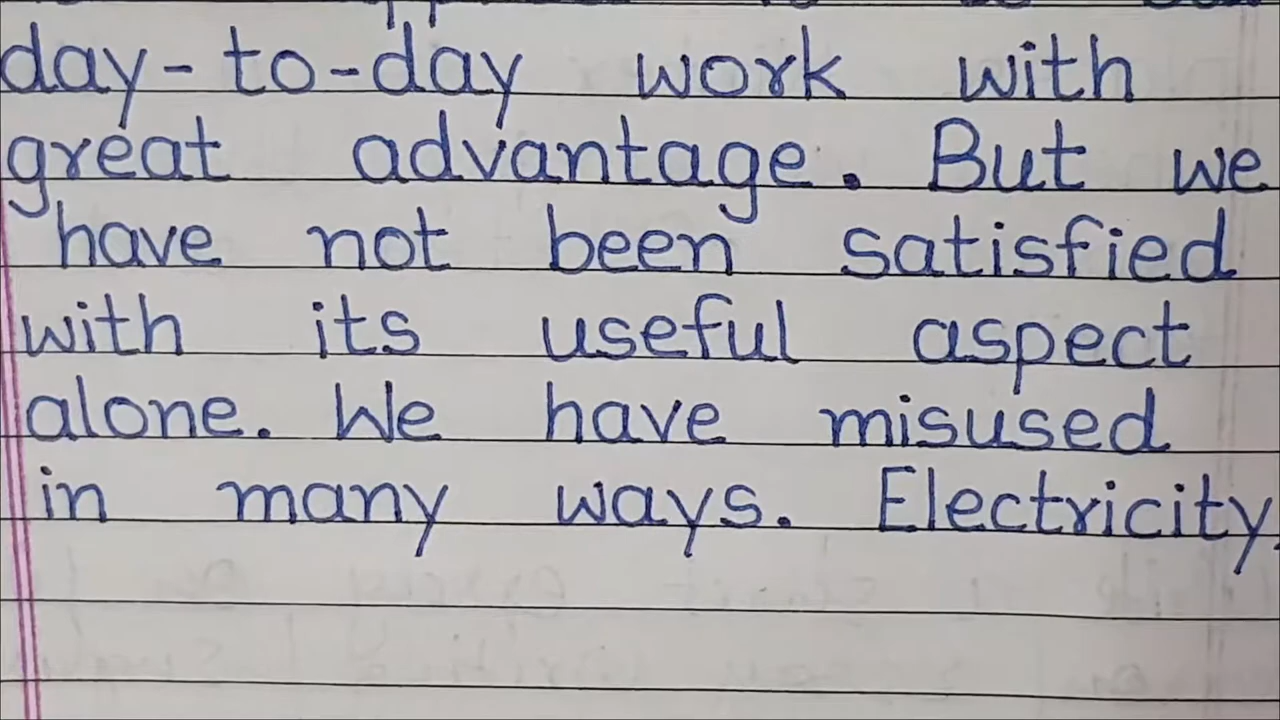 day-to-day work with
great advantage. But we
have not been satisfied
with its useful aspect
alone. We have misused
in many ways. Electricity,